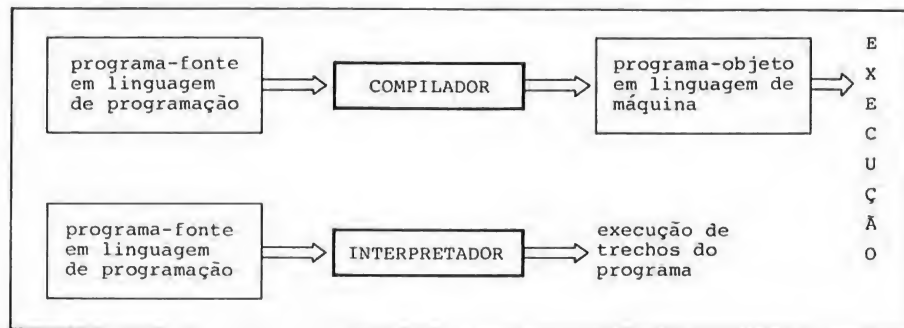 programa-fonte
em linguagem
de programação
COMPILADOR
programa-objeto
em linguagem de
máquina
programa-fonte
em linguagem
de programação
INTERPRETADOR
execução de
trechos do
programa
E
X
E
C
U
Ç
Ã
O